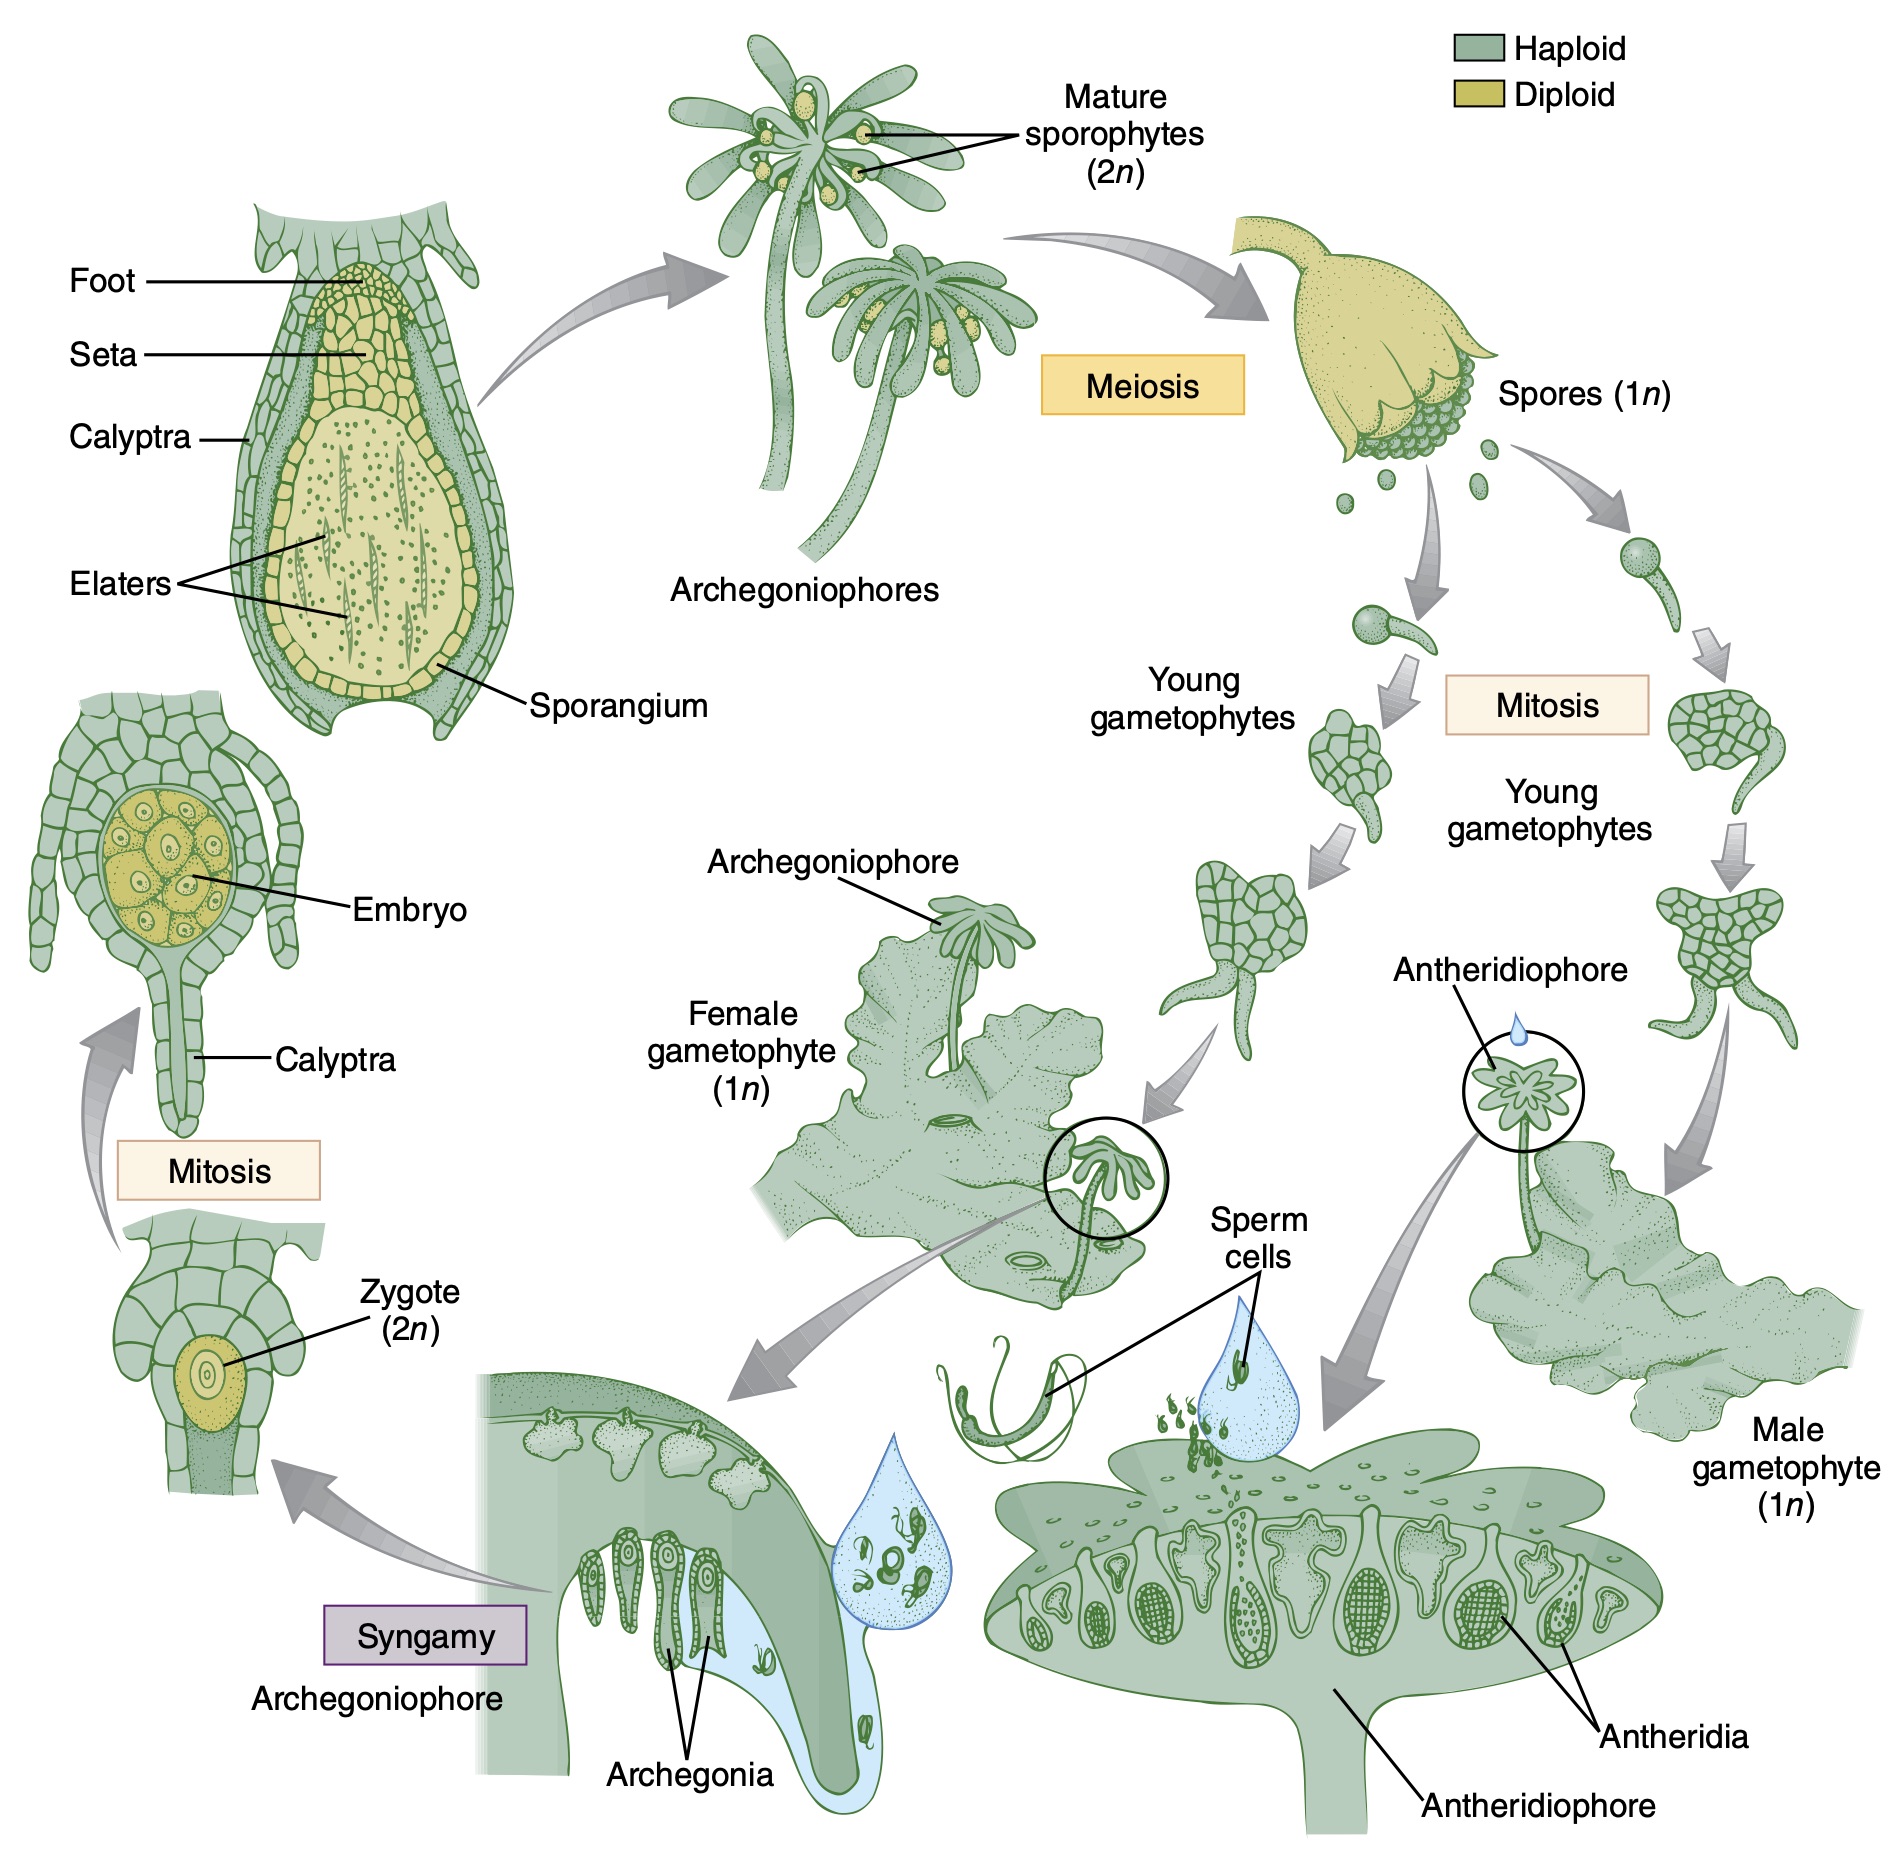 Haploid
Diploid
Mature
sporophytes
(2n)
Foot
Seta
Calyptra
Elaters
Sporangium
Archegoniophores
Meiosis
Spores (1n)
Young
gametophytes
Mitosis
Young
gametophytes
Embryo
Calyptra
Mitosis
Archegoniophore
Female
gametophyte
(1n)
Antheridiophore
Zygote
(2n)
Sperm
cells
Male
gametophyte
(1n)
Syngamy
Archegoniophore
Archegonia
Antheridia
Antheridiophore